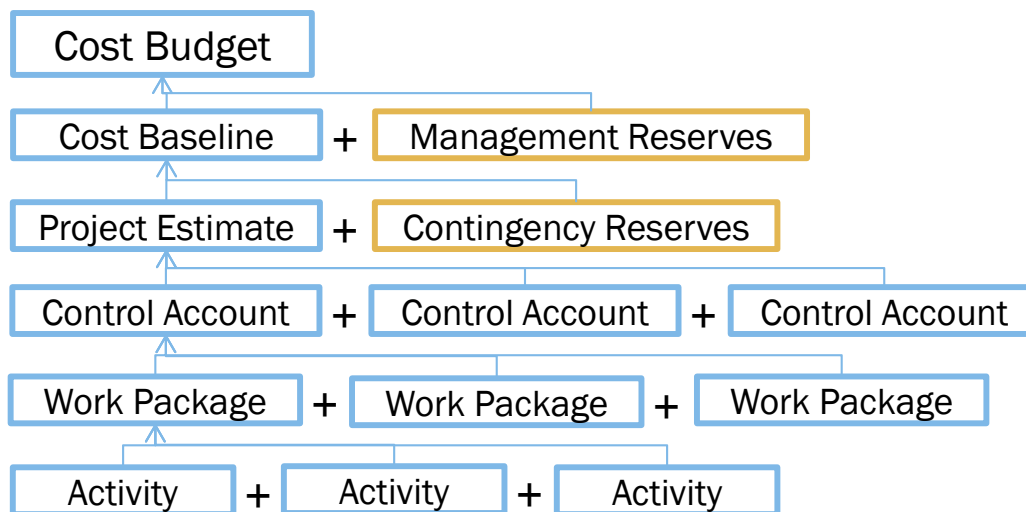 Cost Budget
Cost Baseline + Management Reserves
Project Estimate + Contingency Reserves
Control Account + Control Account + Control Account
Work Package + Work Package + Work Package
Activity + Activity + Activity